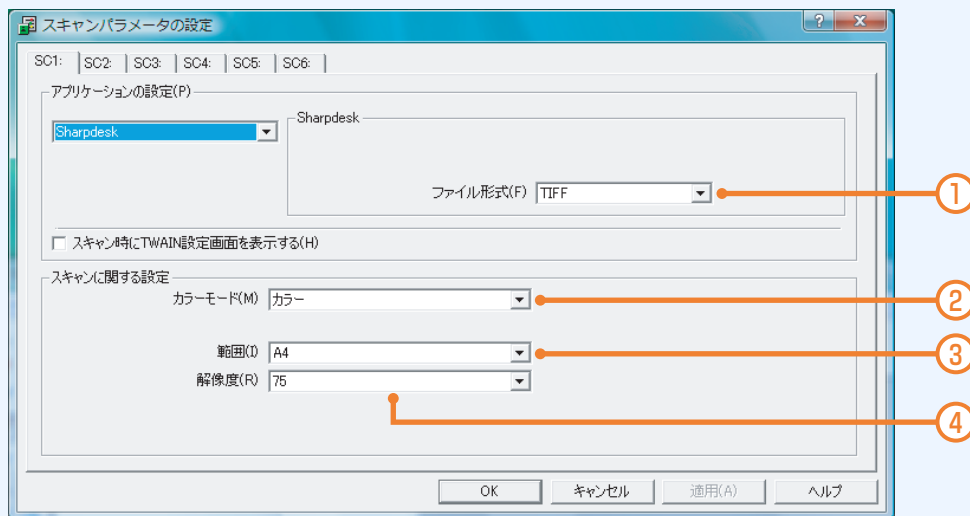 スキャンパラメータの設定
?
X
SC1: SC2: SC3: SC4: SC5: SC6:
アプリケーションの設定(P)
Sharpdesk
Sharpdesk
ファイル形式(F) TIFF
①
スキャン時にTWAIN設定画面を表示する(H)
スキャンに関する設定
カラーモード(M) カラー
②
範囲(I) A4
③
解像度(R) 75
④
OK キャンセル 適用(A) ヘルプ